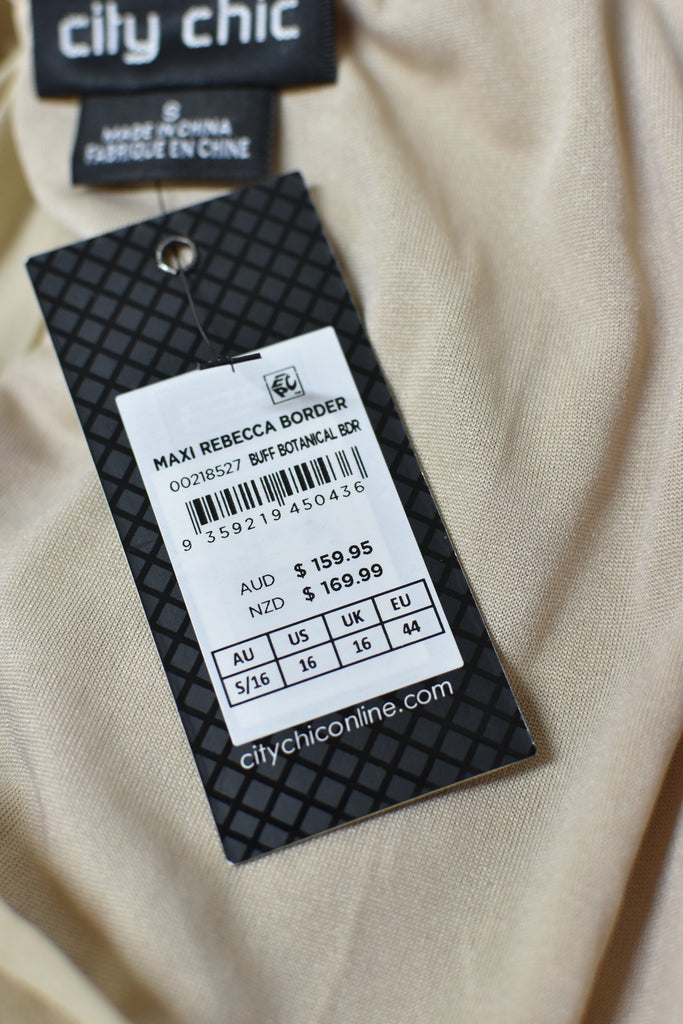 city chic
S
MADE IN CHINA
FABRIQUE EN CHINE
EPC
MAXI REBECCA BORDER
00218527 BUFF BOTANICAL BDR
9 359219 450436
AUD $ 159.95
NZD $ 169.99
AU US UK EU
S/16 16 16 44
citychiconline.com